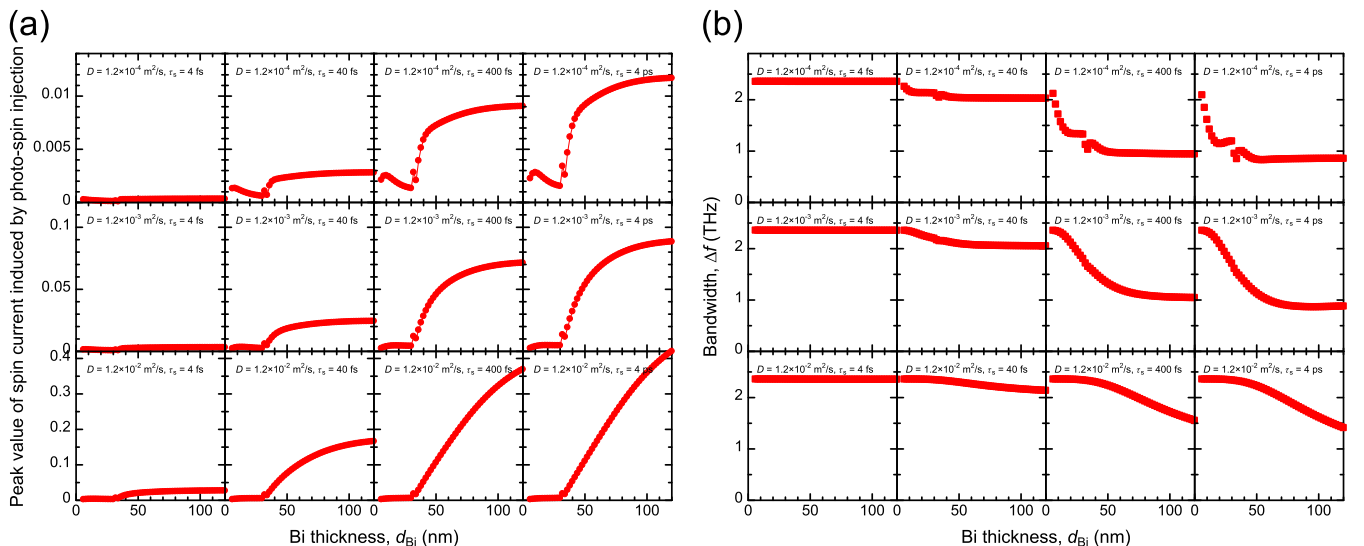 (a)
Peak value of spin current induced by photo-spin injection
D = 1.2×10⁻⁴ m²/s, τₛ = 4 fs
D = 1.2×10⁻⁴ m²/s, τₛ = 40 fs
D = 1.2×10⁻⁴ m²/s, τₛ = 400 fs
D = 1.2×10⁻⁴ m²/s, τₛ = 4 ps
0.01
0.005
0
D = 1.2×10⁻³ m²/s, τₛ = 4 fs
D = 1.2×10⁻³ m²/s, τₛ = 40 fs
D = 1.2×10⁻³ m²/s, τₛ = 400 fs
D = 1.2×10⁻³ m²/s, τₛ = 4 ps
0.1
0.05
0
D = 1.2×10⁻² m²/s, τₛ = 4 fs
D = 1.2×10⁻² m²/s, τₛ = 40 fs
D = 1.2×10⁻² m²/s, τₛ = 400 fs
D = 1.2×10⁻² m²/s, τₛ = 4 ps
0.4
0.3
0.2
0.1
0
0 50 100 0 50 100 0 50 100 0 50 100
Bi thickness, d_Bi (nm)
(b)
Bandwidth, Δf (THz)
D = 1.2×10⁻⁴ m²/s, τₛ = 4 fs
D = 1.2×10⁻⁴ m²/s, τₛ = 40 fs
D = 1.2×10⁻⁴ m²/s, τₛ = 400 fs
D = 1.2×10⁻⁴ m²/s, τₛ = 4 ps
2
1
0
D = 1.2×10⁻³ m²/s, τₛ = 4 fs
D = 1.2×10⁻³ m²/s, τₛ = 40 fs
D = 1.2×10⁻³ m²/s, τₛ = 400 fs
D = 1.2×10⁻³ m²/s, τₛ = 4 ps
2
1
0
D = 1.2×10⁻² m²/s, τₛ = 4 fs
D = 1.2×10⁻² m²/s, τₛ = 40 fs
D = 1.2×10⁻² m²/s, τₛ = 400 fs
D = 1.2×10⁻² m²/s, τₛ = 4 ps
2
1
0
0 50 100 0 50 100 0 50 100 0 50 100
Bi thickness, d_Bi (nm)